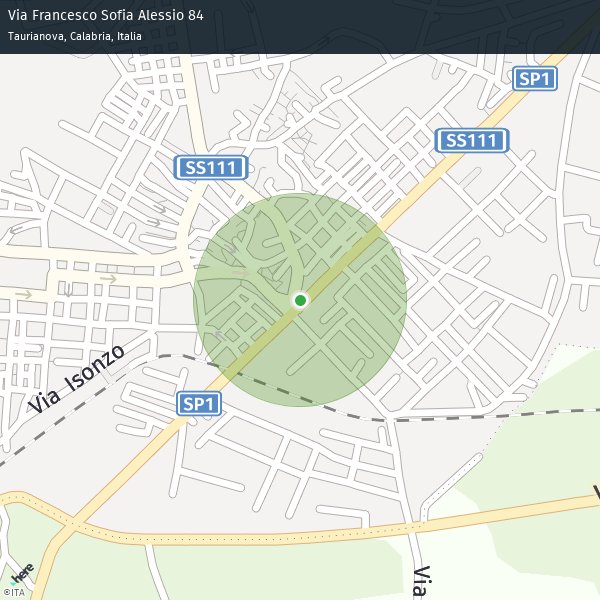 Via Francesco Sofia Alessio 84
Taurianova, Calabria, Italia
SP1
SS111
SS111
Via Isonzo
SP1
Via
here
©ITA